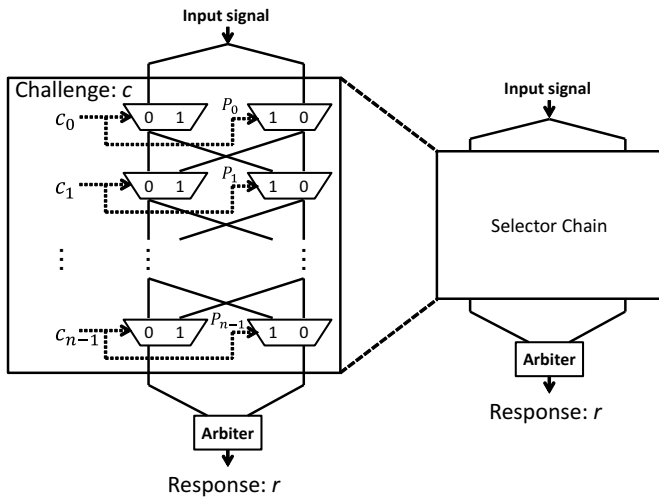 Input signal
Challenge: c
c₀
0 1
P₀
1 0
c₁
0 1
P₁
1 0
⋮ ⋮ ⋮
cₙ₋₁
0 1
Pₙ₋₁
1 0
Arbiter
Response: r
Input signal
Selector Chain
Arbiter
Response: r